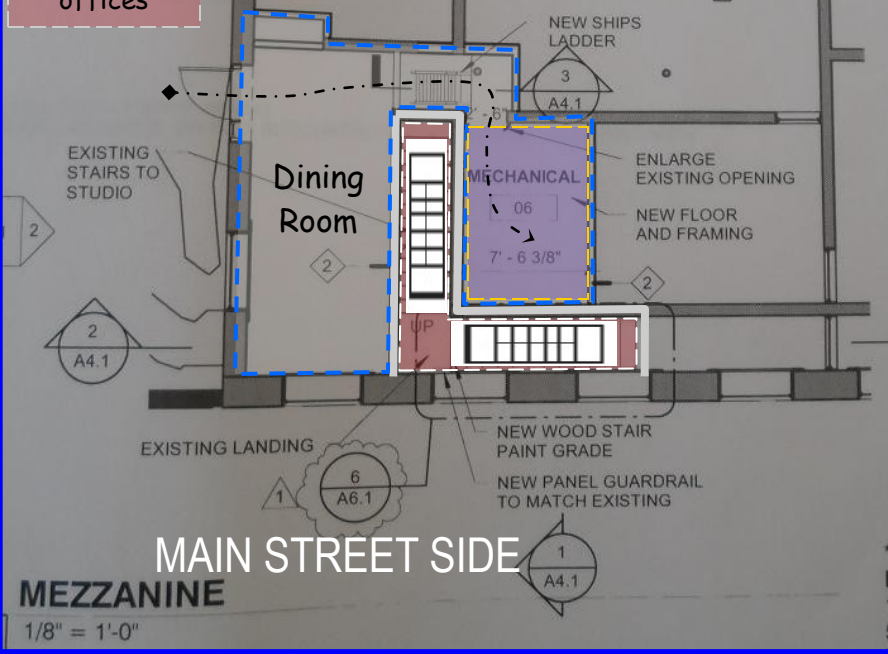 offices
NEW SHIPS
LADDER
3
A4.1
2' - 6"
EXISTING
STAIRS TO
STUDIO
ENLARGE
EXISTING OPENING
Dining
Room
MECHANICAL
06
NEW FLOOR
AND FRAMING
7' - 6 3/8"
2
2
2
2
A4.1
UP
EXISTING LANDING
NEW WOOD STAIR
PAINT GRADE
6
A6.1
1
NEW PANEL GUARDRAIL
TO MATCH EXISTING
MAIN STREET SIDE
1
A4.1
MEZZANINE
1/8" = 1'-0"